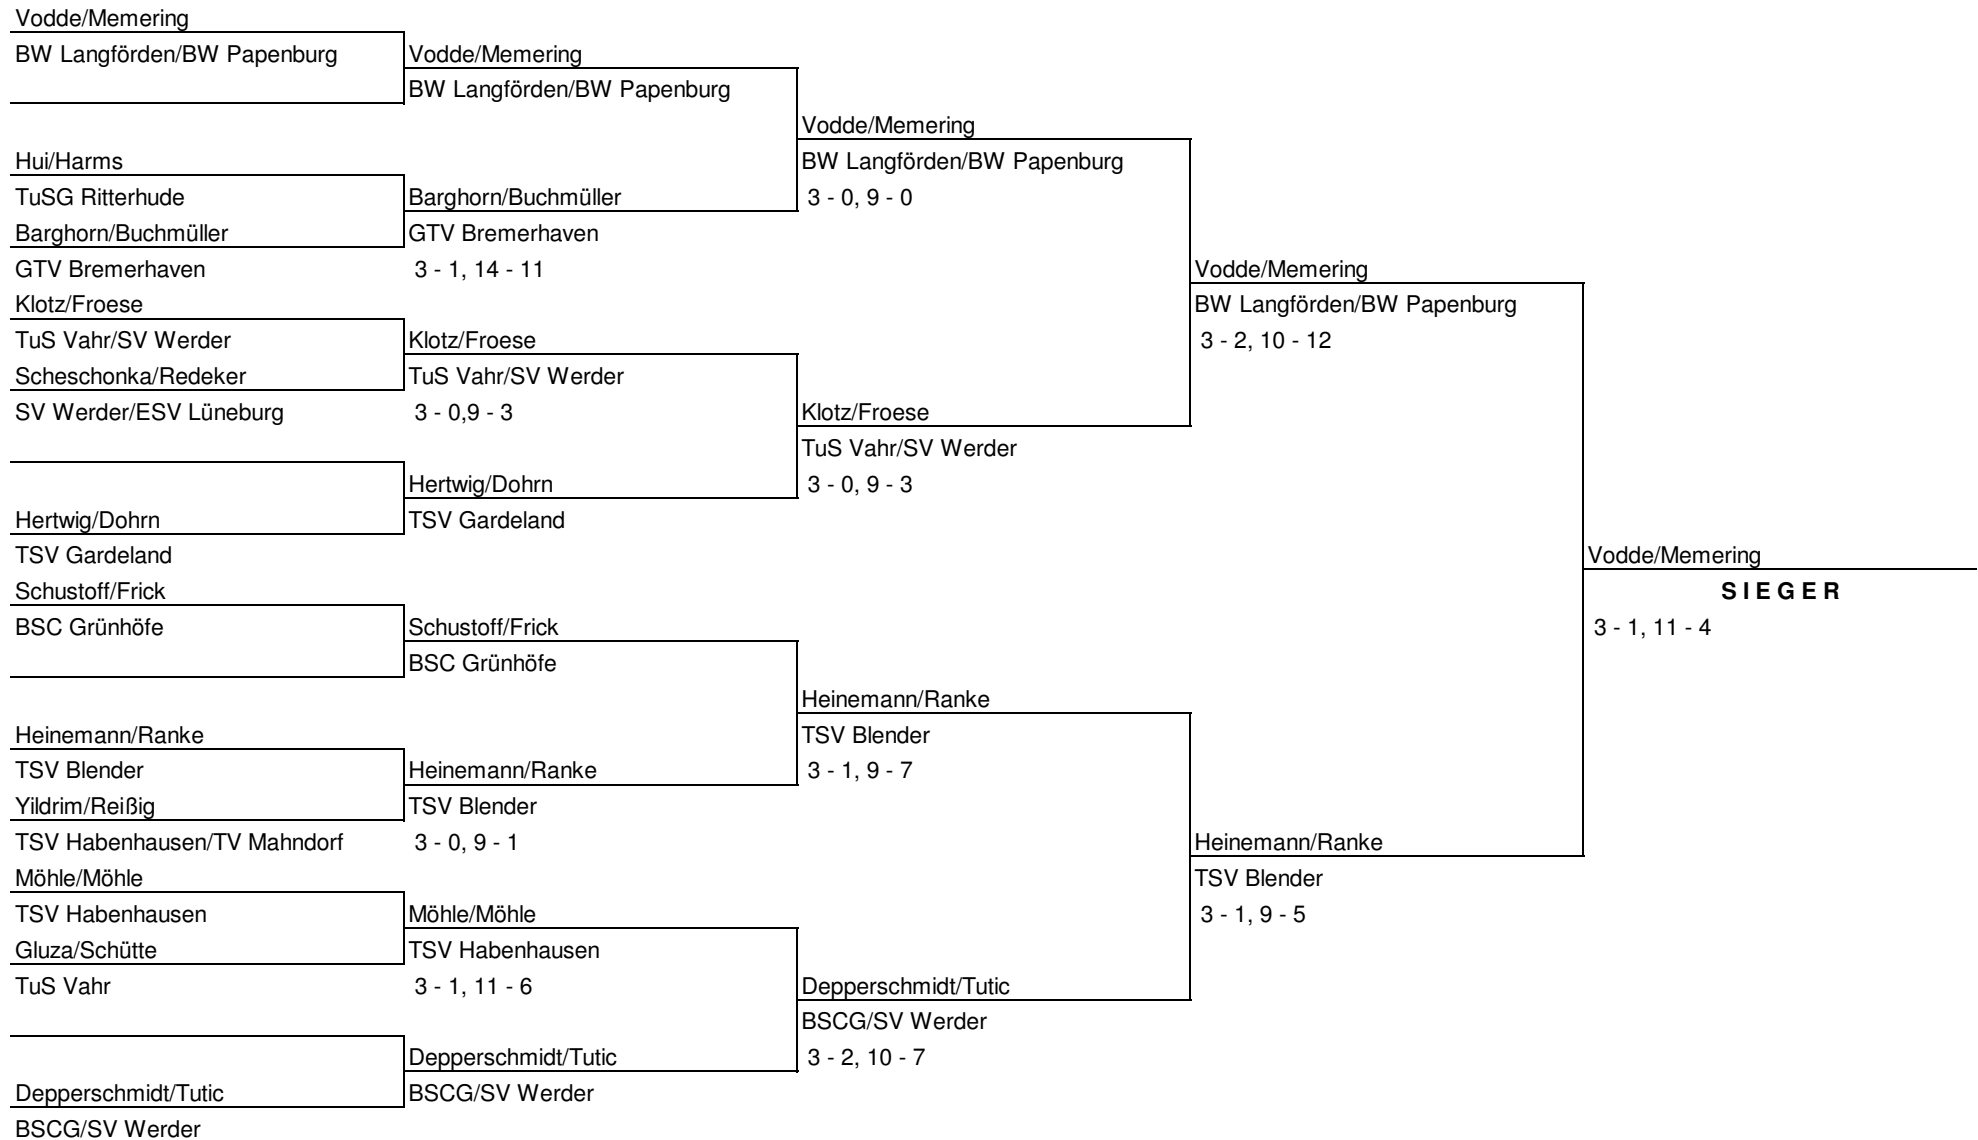 Vodde/Memering
BW Langförden/BW Papenburg
Vodde/Memering
BW Langförden/BW Papenburg
Vodde/Memering
Hui/Harms
BW Langförden/BW Papenburg
TuSG Ritterhude
Barghorn/Buchmüller
3 - 0, 9 - 0
Barghorn/Buchmüller
GTV Bremerhaven
GTV Bremerhaven
3 - 1, 14 - 11
Vodde/Memering
Klotz/Froese
BW Langförden/BW Papenburg
TuS Vahr/SV Werder
Klotz/Froese
3 - 2, 10 - 12
Scheschonka/Redeker
TuS Vahr/SV Werder
SV Werder/ESV Lüneburg
3 - 0,9 - 3
Klotz/Froese
TuS Vahr/SV Werder
Hertwig/Dohrn
3 - 0, 9 - 3
Hertwig/Dohrn
TSV Gardeland
TSV Gardeland
Vodde/Memering
Schustoff/Frick
S I E G E R
BSC Grünhöfe
Schustoff/Frick
3 - 1, 11 - 4
BSC Grünhöfe
Heinemann/Ranke
Heinemann/Ranke
TSV Blender
TSV Blender
Heinemann/Ranke
3 - 1, 9 - 7
Yildrim/Reißig
TSV Blender
TSV Habenhausen/TV Mahndorf
3 - 0, 9 - 1
Heinemann/Ranke
Möhle/Möhle
TSV Blender
TSV Habenhausen
Möhle/Möhle
3 - 1, 9 - 5
Gluza/Schütte
TSV Habenhausen
TuS Vahr
3 - 1, 11 - 6
Depperschmidt/Tutic
BSCG/SV Werder
Depperschmidt/Tutic
3 - 2, 10 - 7
Depperschmidt/Tutic
BSCG/SV Werder
BSCG/SV Werder